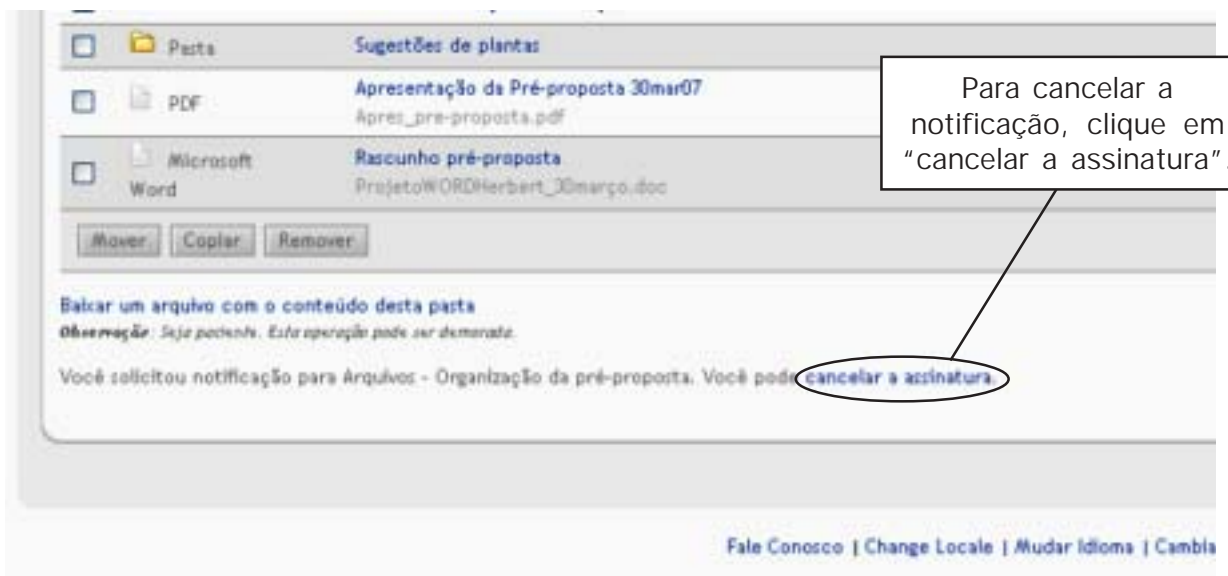 Pasta Sugestões de plantas
PDF Apresentação da Pré-proposta 30mar07
Apres_pre-proposta.pdf
Microsoft Word Rascunho pré-proposta
ProjetoWORDHerbert_30março.doc
Para cancelar a
notificação, clique em
“cancelar a assinatura”.
Mover Copiar Remover
Baixar um arquivo com o conteúdo desta pasta
Observação: Seja paciente. Esta operação pode ser demorada.
Você solicitou notificação para Arquivos - Organização da pré-proposta. Você pode cancelar a assinatura.
Fale Conosco | Change Locale | Mudar Idioma | Cambia